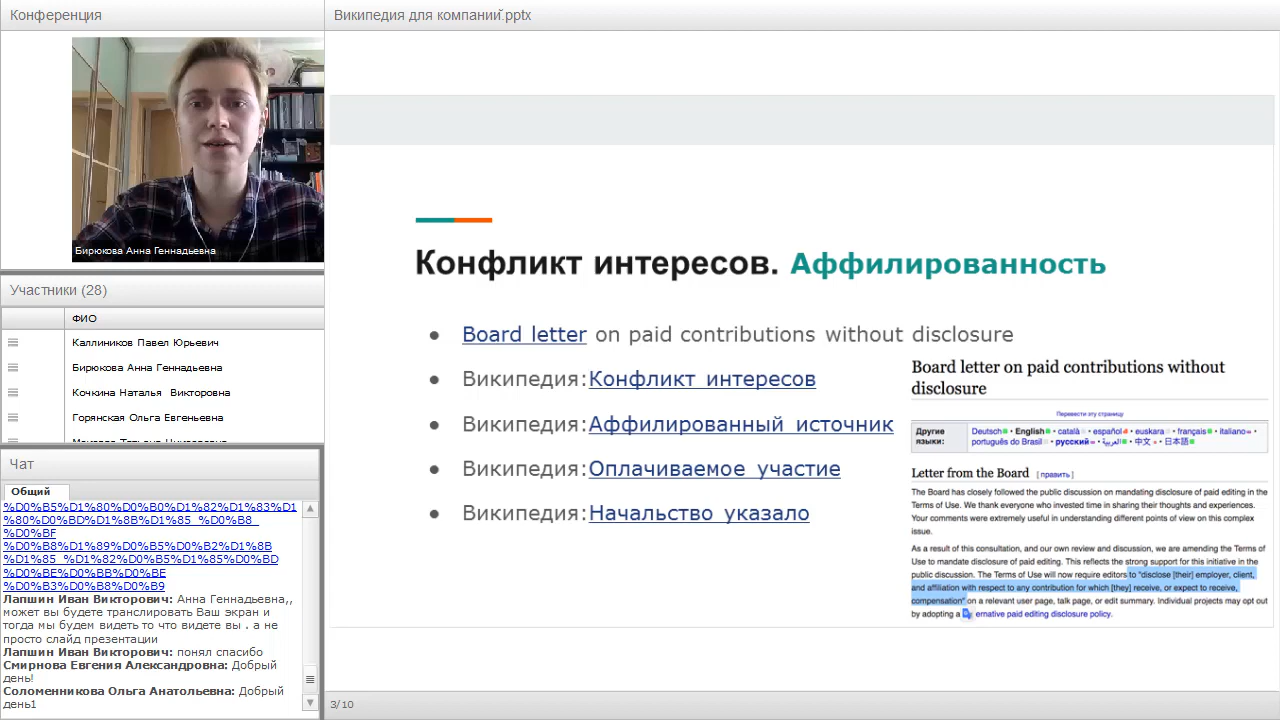 Конференция
Википедия для компаний.pptx
Бирюкова Анна Геннадьевна
Участники (28)
ФИО
Каллиников Павел Юрьевич
Бирюкова Анна Геннадьевна
Кочкина Наталья Викторовна
Горянская Ольга Евгеньевна
Чат
Общий
%D0%B5%D1%80%D0%B0%D1%82%D1%83%D1
%80%D0%BD%D1%8B%D1%85_%D0%B8_
%D0%BF
%D0%B8%D1%89%D0%B5%D0%B2%D1%8B
%D1%85_%D1%82%D0%B5%D1%85%D0%BD
%D0%BE%D0%BB%D0%BE
%D0%B3%D0%B8%D0%B9
Лапшин Иван Викторович: Анна Генадьевна,,
может вы будете транслировать Ваш экран и
тогда мы будем видеть то что видете вы , а не
просто слайд презентации
Лапшин Иван Викторович: понял спасибо
Смирнова Евгения Александровна: Добрый
день!
Соломенникова Ольга Анатольевна: Добрый
день1
Конфликт интересов. Аффилированность
● Board letter on paid contributions without disclosure
● Википедия:Конфликт интересов
● Википедия:Аффилированный источник
● Википедия:Оплачиваемое участие
● Википедия:Начальство указало
Board letter on paid contributions without
disclosure
Перевести эту страницу
Другие
языки:
Deutsch • English • català • español • euskara • français • italiano •
português do Brasil • русский • العربية • 中文 • 日本語
Letter from the Board [ править ]
The Board has closely followed the public discussion on mandating disclosure of paid editing in the
Terms of Use. We thank everyone who invested time in sharing their thoughts and experiences.
Your comments were extremely useful in understanding different points of view on this complex
issue.
As a result of this consultation, and our own review and discussion, we are amending the Terms of
Use to mandate disclosure of paid editing. This reflects the strong support for this initiative in the
public discussion. The Terms of Use will now require editors to "disclose [their] employer, client,
and affiliation with respect to any contribution for which [they] receive, or expect to receive,
compensation" on a relevant user page, talk page, or edit summary. Individual projects may opt out
by adopting a ernative paid editing disclosure policy.
3/10